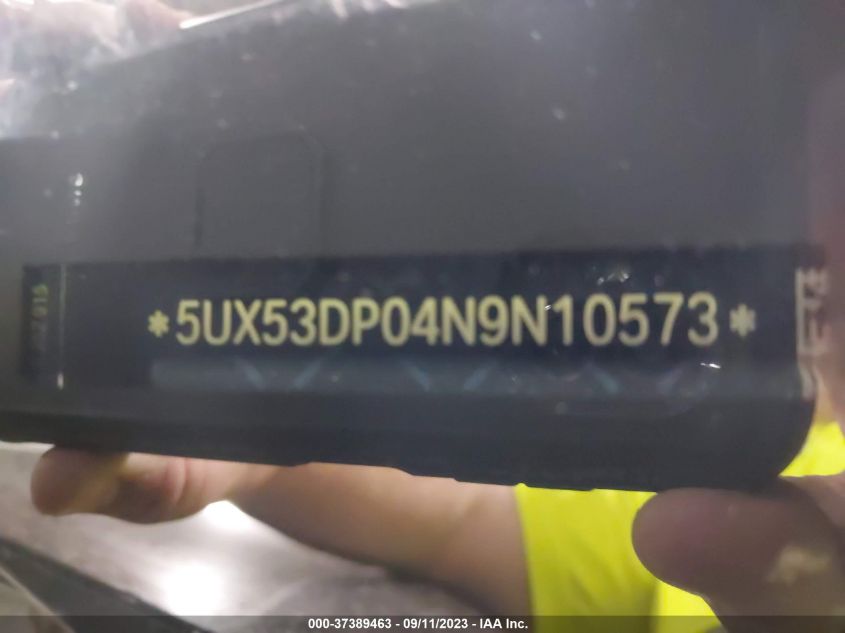 *5UX53DP04N9N10573*
000-37389463 - 09/11/2023 - IAA Inc.